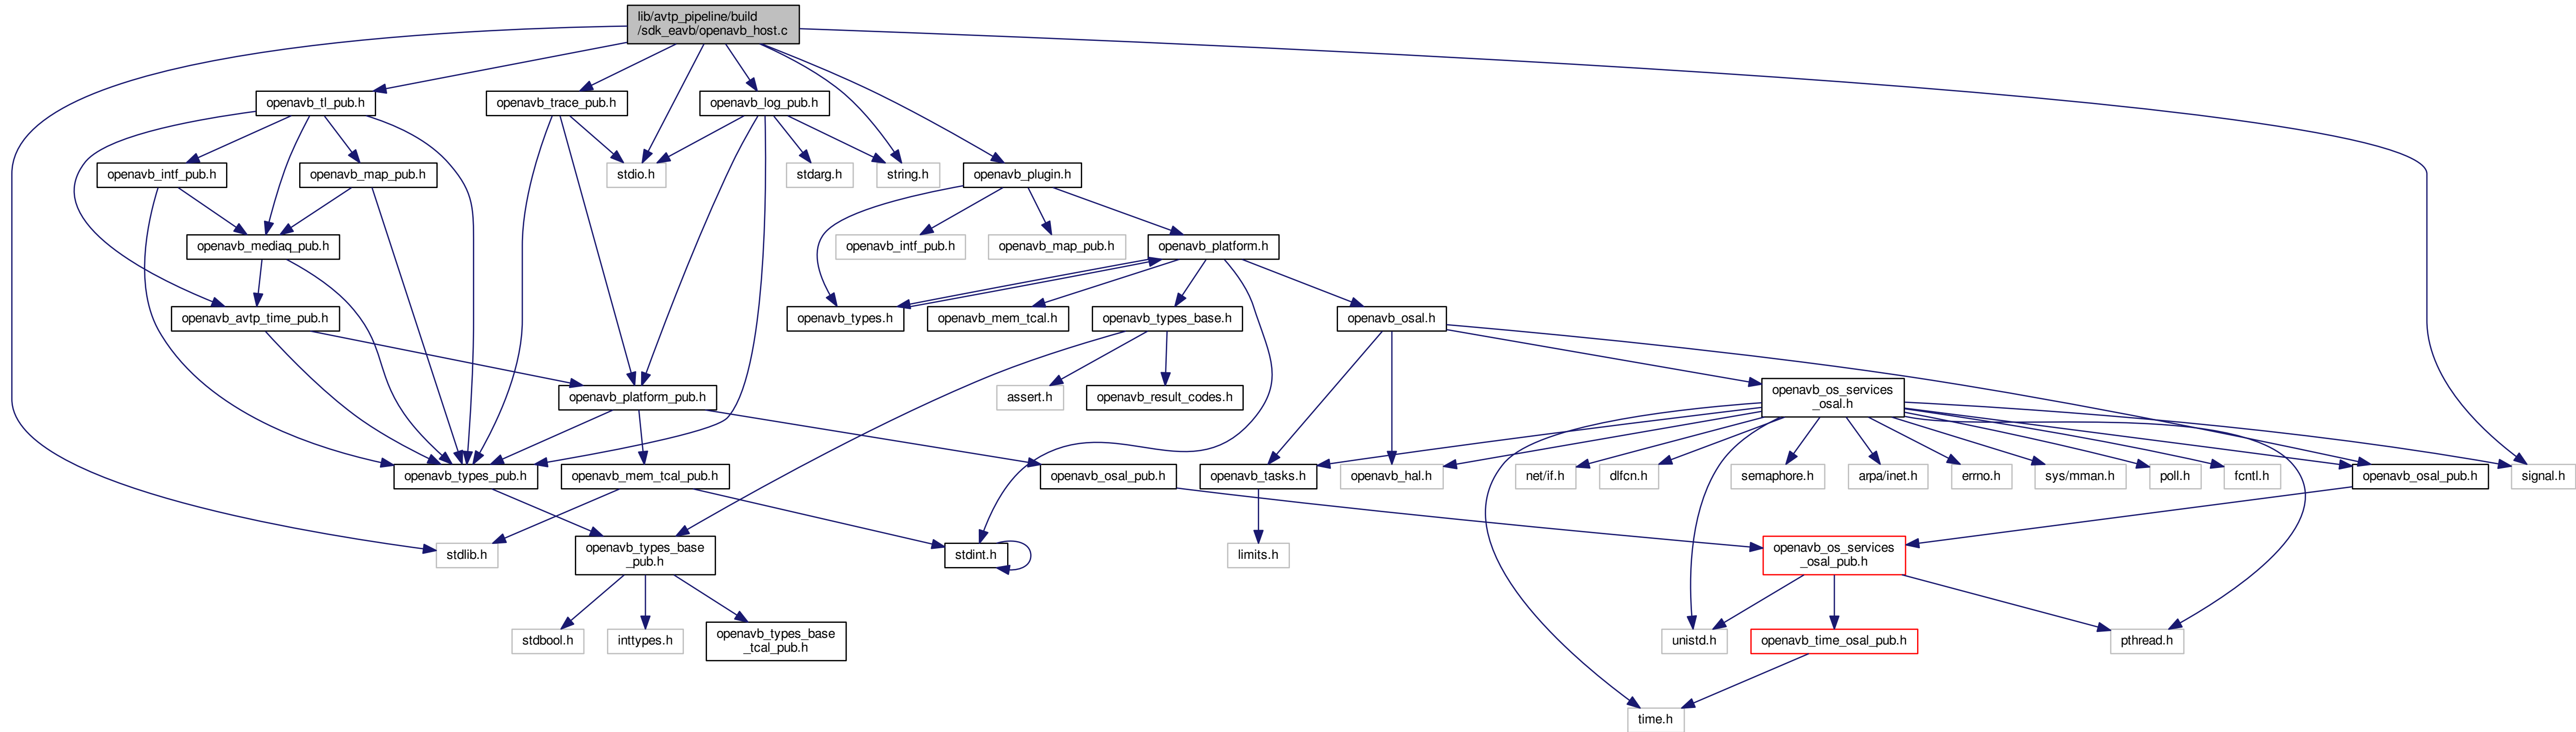 lib/avtp_pipeline/build
/sdk_eavb/openavb_host.c
openavb_tl_pub.h
openavb_trace_pub.h
openavb_log_pub.h
openavb_intf_pub.h
openavb_map_pub.h
stdio.h
stdarg.h
string.h
openavb_plugin.h
openavb_mediaq_pub.h
openavb_intf_pub.h
openavb_map_pub.h
openavb_platform.h
openavb_avtp_time_pub.h
openavb_types.h
openavb_mem_tcal.h
openavb_types_base.h
openavb_osal.h
openavb_platform_pub.h
assert.h
openavb_result_codes.h
openavb_os_services
_osal.h
openavb_types_pub.h
openavb_mem_tcal_pub.h
openavb_osal_pub.h
openavb_tasks.h
openavb_hal.h
net/if.h
dlfcn.h
semaphore.h
arpa/inet.h
errno.h
sys/mman.h
poll.h
fcntl.h
openavb_osal_pub.h
signal.h
stdlib.h
openavb_types_base
_pub.h
stdint.h
limits.h
openavb_os_services
_osal_pub.h
stdbool.h
inttypes.h
openavb_types_base
_tcal_pub.h
unistd.h
openavb_time_osal_pub.h
pthread.h
time.h